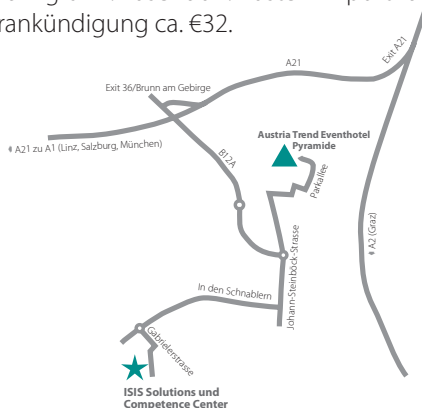 rankündigung ca. €32.
Exit A21
A21
Exit 36/Brunn am Gebirge
A21 zu A1 (Linz, Salzburg, München)
B12A
Austria Trend Eventhotel
Pyramide
Parkallee
A2 (Graz)
Johann-Steinböck-Strasse
In den Schnablern
Gabrielerstrasse
ISIS Solutions und
Competence Center